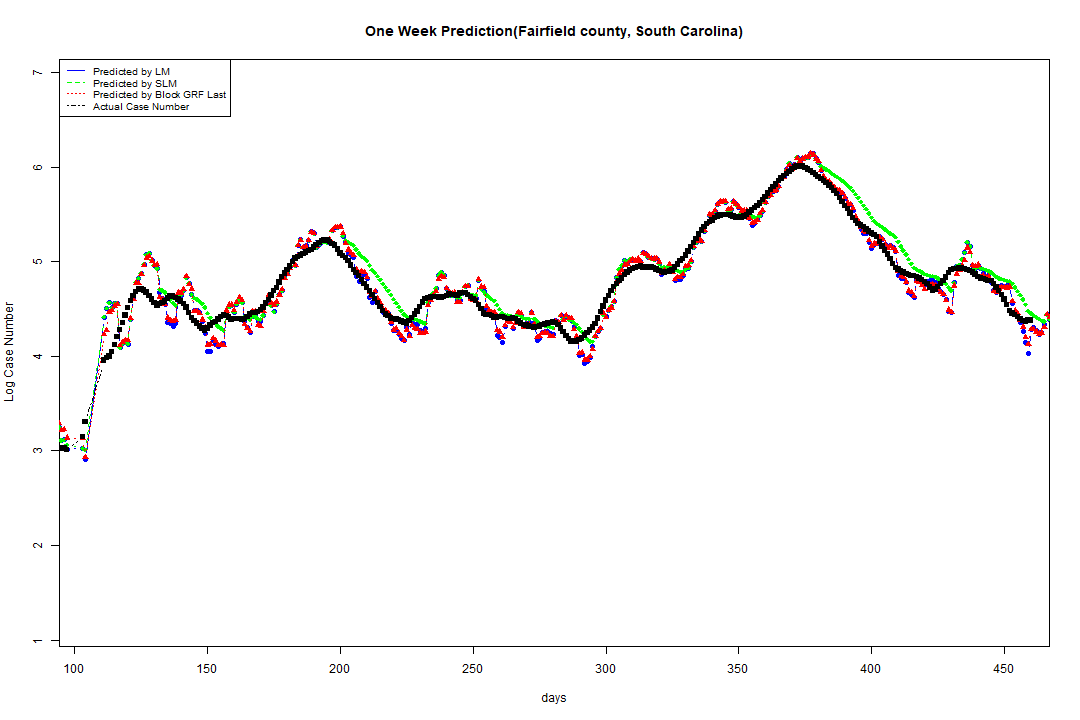 One Week Prediction(Fairfield county, South Carolina)
Predicted by LM
Predicted by SLM
Predicted by Block GRF Last
Actual Case Number
7
6
5
4
3
2
1
Log Case Number
100 150 200 250 300 350 400 450
days